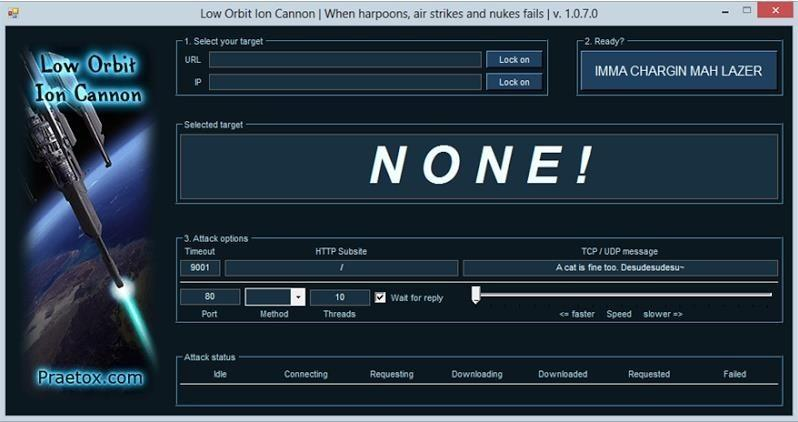 Low Orbit Ion Cannon | When harpoons, air strikes and nukes fails | v. 1.0.7.0
Low Orbit
Ion Cannon
Praetox.com
1. Select your target
URL
Lock on
IP
Lock on
2. Ready?
IMMA CHARGIN MAH LAZER
Selected target
NONE!
3. Attack options
Timeout
HTTP Subsite
TCP / UDP message
9001
/
A cat is fine too. Desudesudesu~
80
10
Wait for reply
Port
Method
Threads
<= faster
Speed
slower =>
Attack status
Idle
Connecting
Requesting
Downloading
Downloaded
Requested
Failed